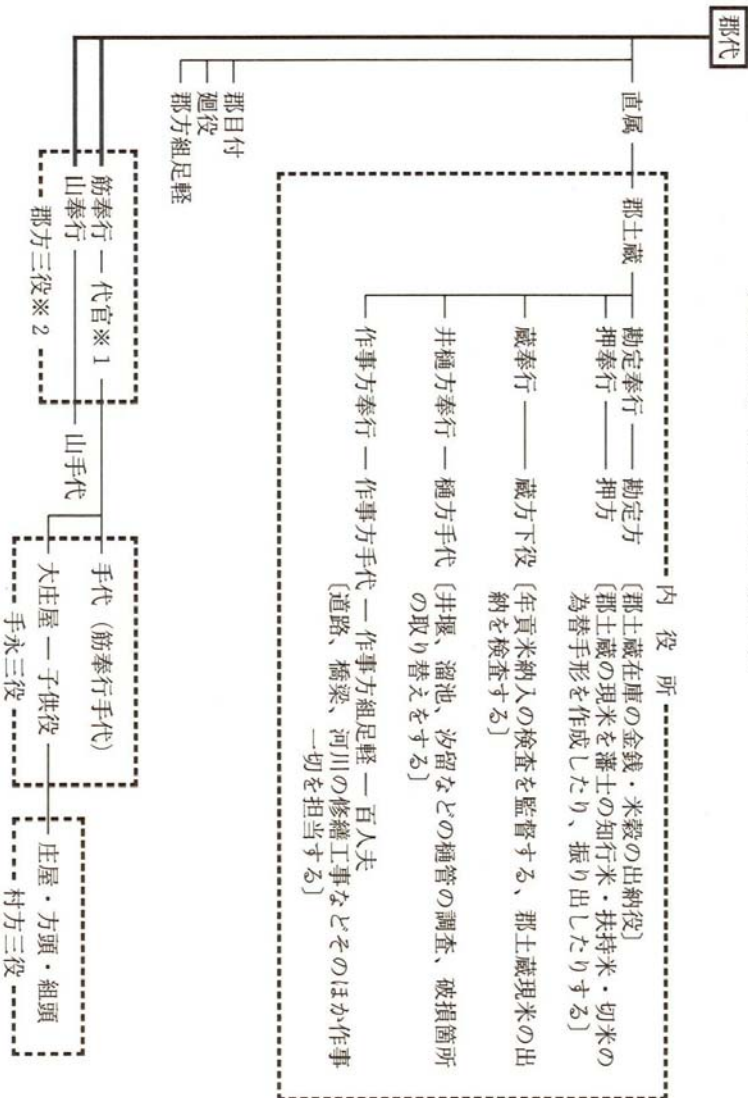 郡代
直属
郡土蔵
内役所
勘定奉行 ― 勘定方 〔郡土蔵在庫の金銭・米穀の出納役〕
押奉行 ― 押方 〔郡土蔵の現米を藩士の知行米・扶持米・切米の
為替手形を作成したり、振り出したりする〕
蔵奉行 ― 蔵方下役 〔年貢米納入の検査を監督する、郡土蔵現米の出
納を検査する〕
井樋方奉行 ― 樋方手代 〔井堰、溜池、汐留などの樋管の調査、破損箇所
の取り替えをする〕
作事方奉行 ― 作事方手代 ― 作事方組足軽 ― 百人夫
〔道路、橋梁、河川の修繕工事などそのほか作事
一切を担当する〕
郡目付
廻役
郡方組足軽
筋奉行 ― 代官※1
山奉行
郡方三役※2
山手代
手代（筋奉行手代）
大庄屋 ― 子供役
手永三役
庄屋・方頭・組頭
村方三役